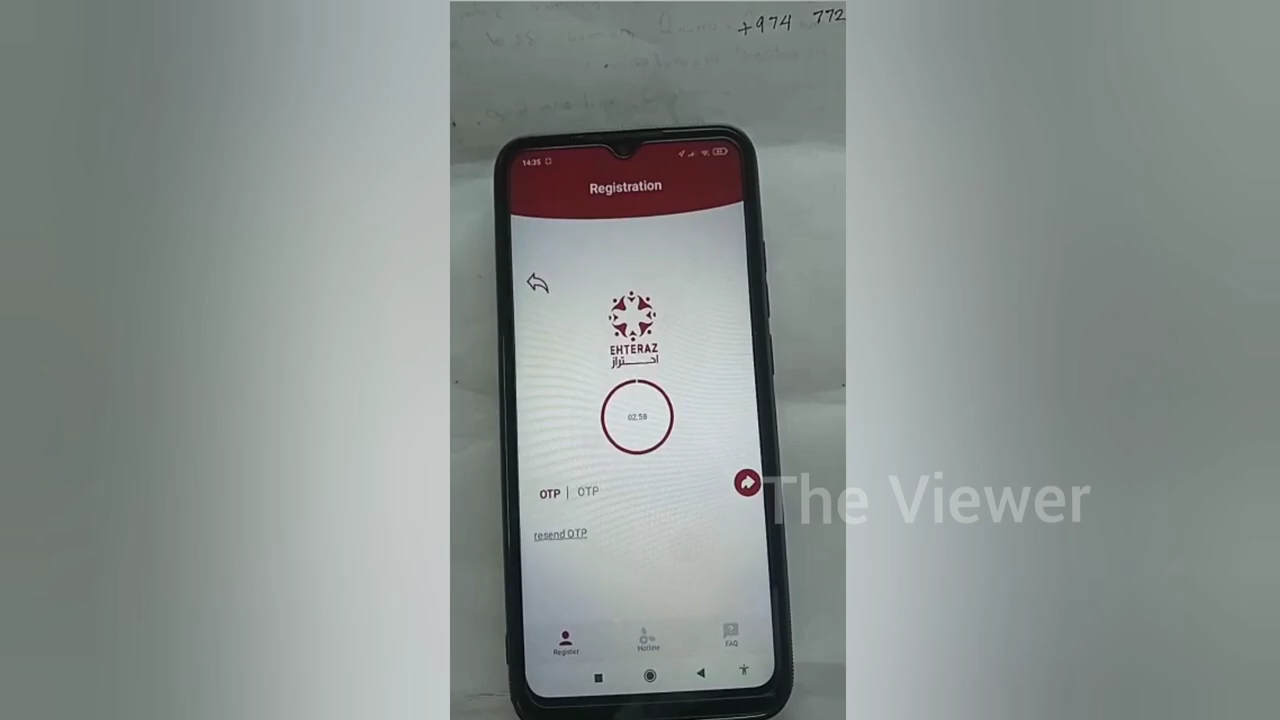 +974 772
14:35
Registration
EHTERAZ
احتراز
02:58
OTP | OTP
resend OTP
Register
Hotline
FAQ
The Viewer